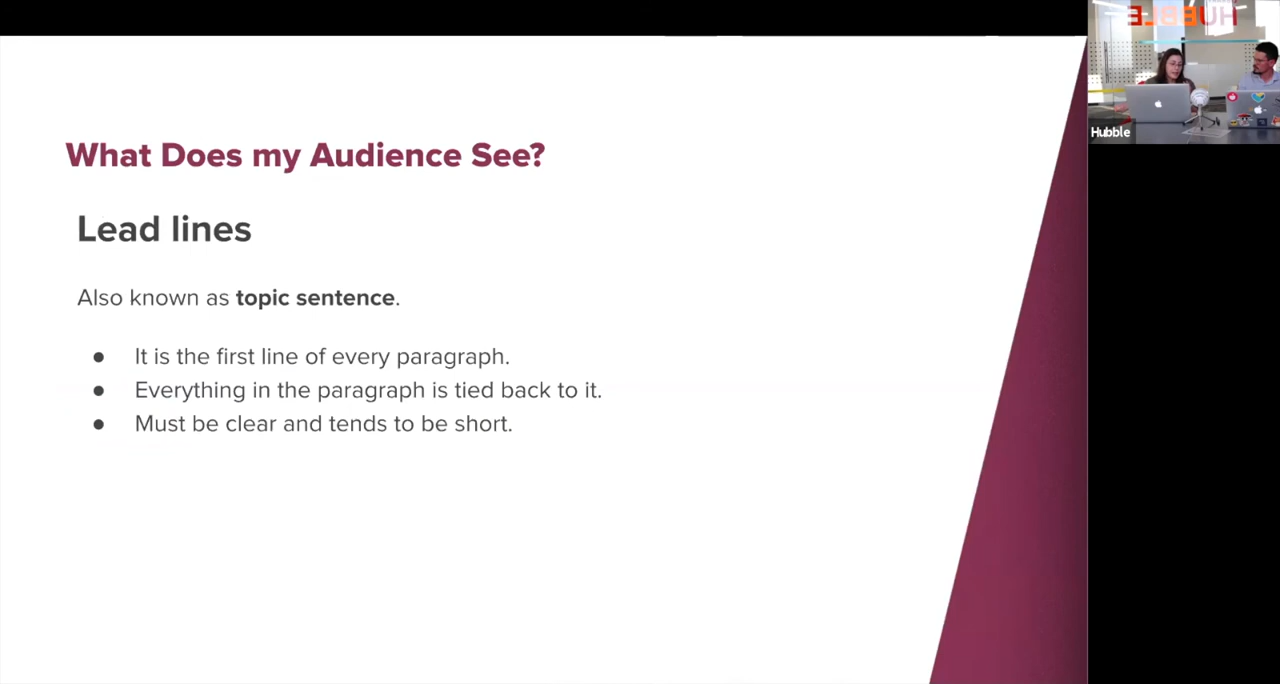 What Does my Audience See?
Lead lines
Also known as topic sentence.
● It is the first line of every paragraph.
● Everything in the paragraph is tied back to it.
● Must be clear and tends to be short.
HUBBLE
Hubble